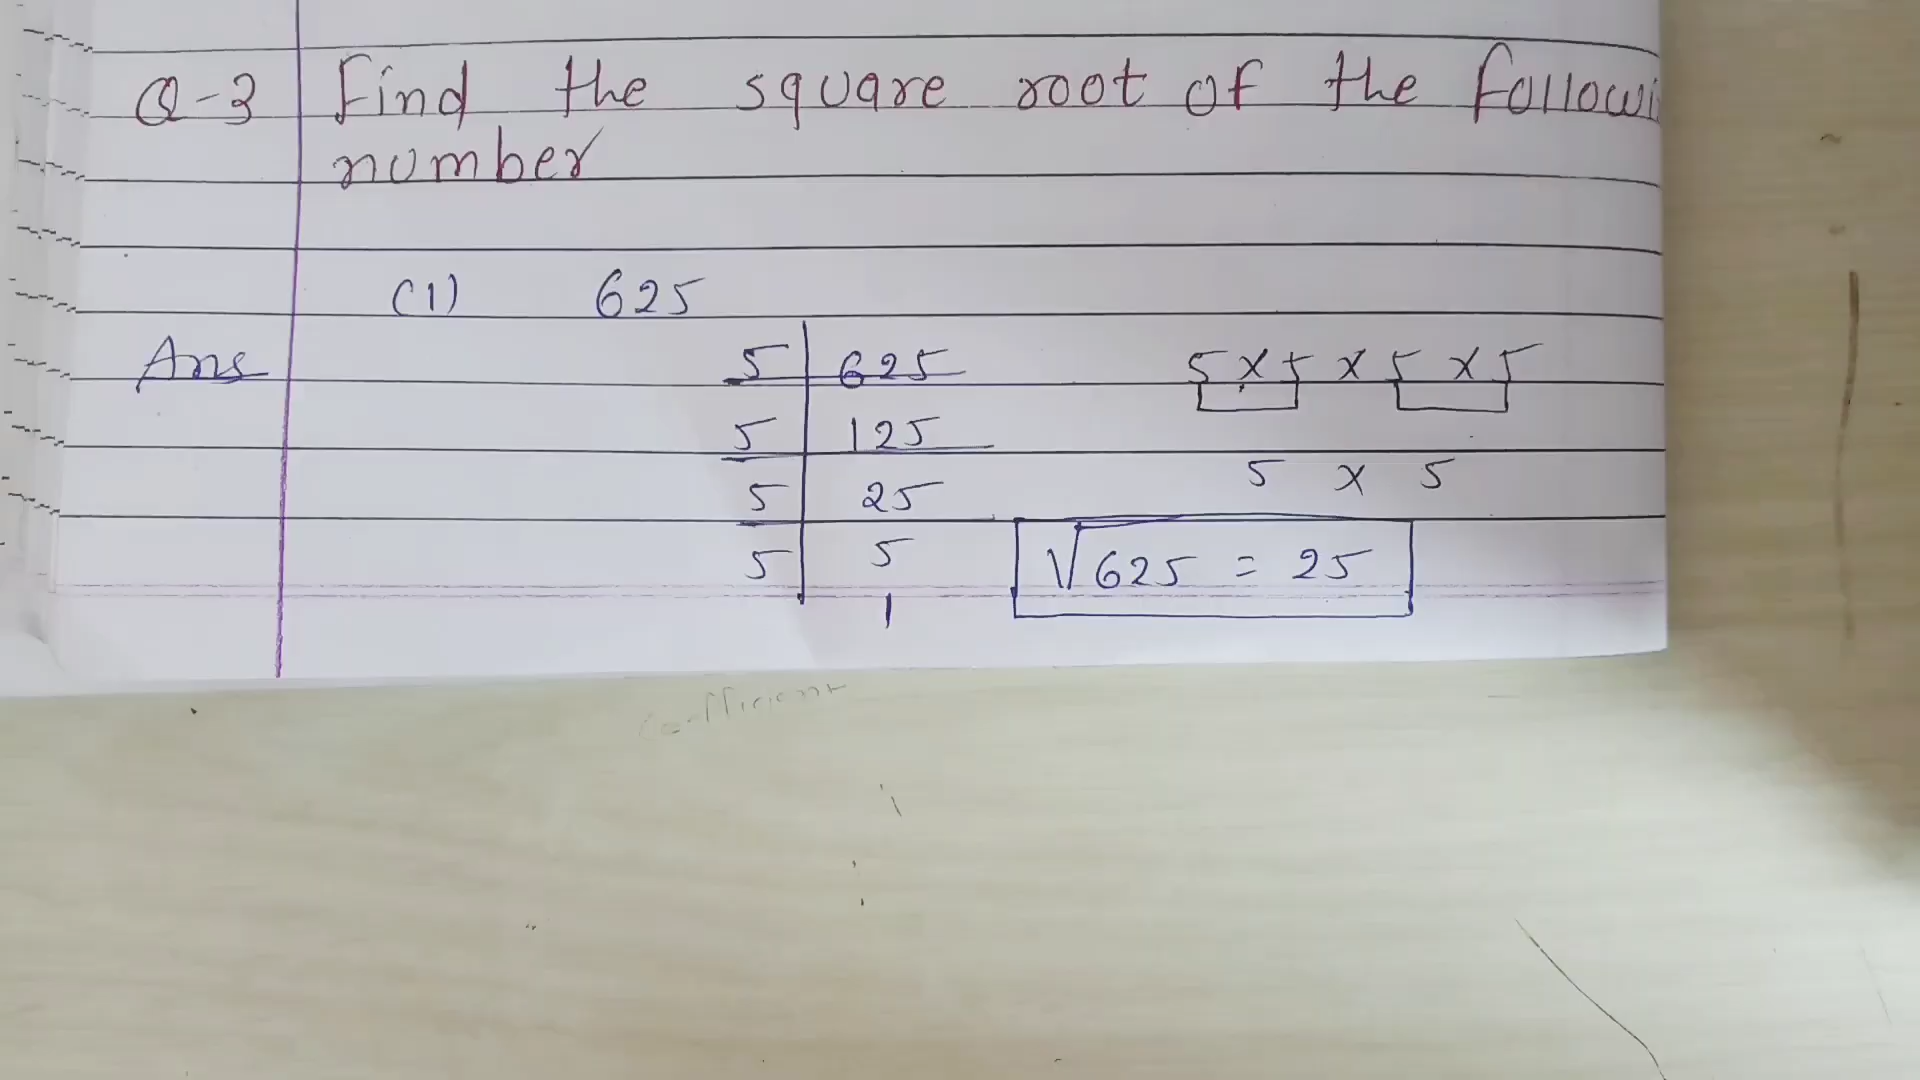 Q-3 Find the square root of the followi
number
(1) 625
Ans 5 | 625 5 x 5 x 5 x 5
5 | 125
5 x 5
5 | 25
5 | 5 √625 = 25
1
coefficient